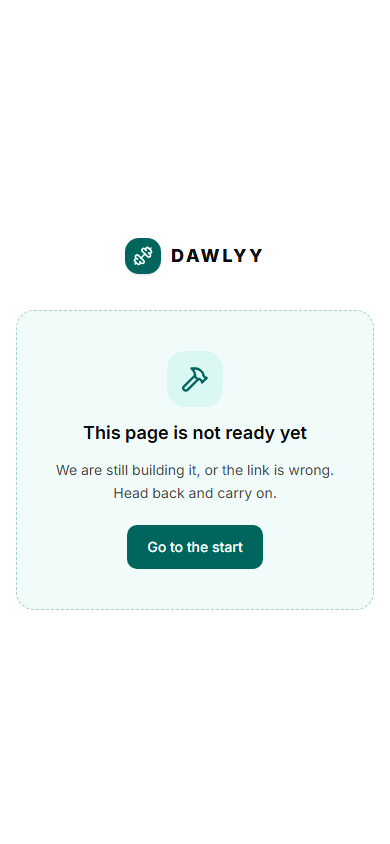 DAWLYY
This page is not ready yet
We are still building it, or the link is wrong.
Head back and carry on.
Go to the start